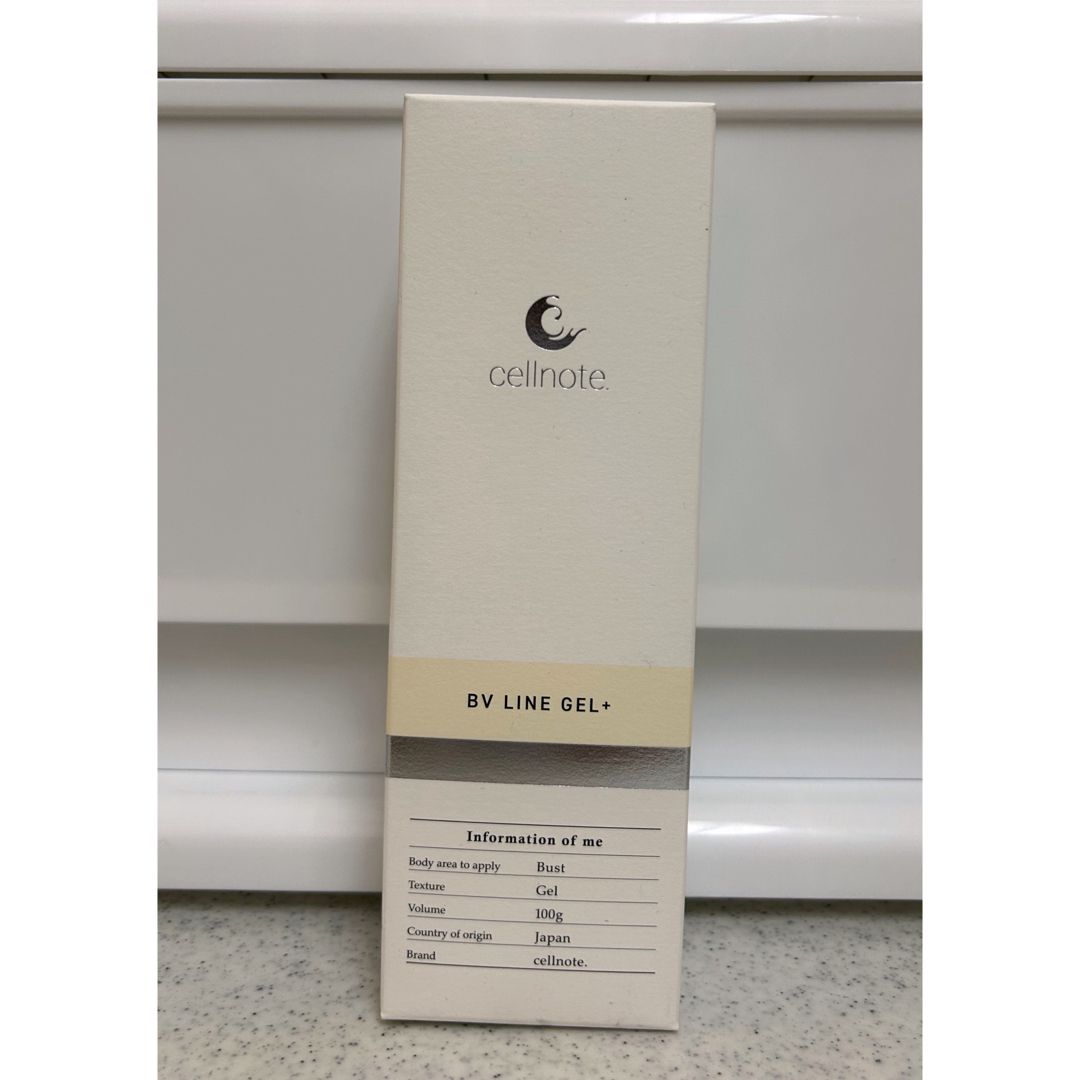 cellnote.
BV LINE GEL+
Information of me
Body area to apply Bust
Texture Gel
Volume 100g
Country of origin Japan
Brand cellnote.